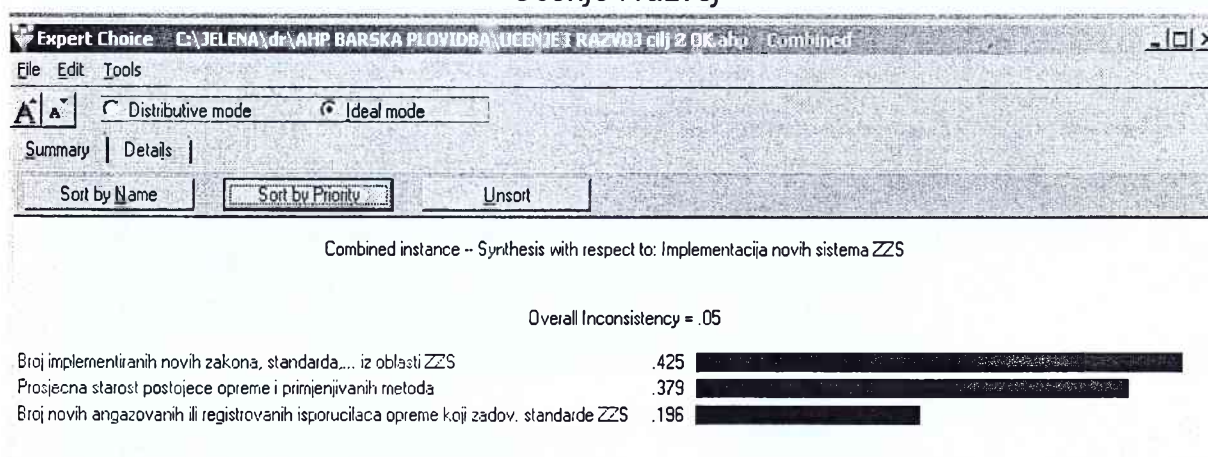 Expert Choice C:\JELENA\dr\AHP BARSKA PLOVIDBA\UCENJE I RAZVOJ cilj 2 OK.ahp Combined
File Edit Tools
A A Distributive mode Ideal mode
Summary Details
Sort by Name Sort by Priority Unsort
Combined instance -- Synthesis with respect to: Implementacija novih sistema ZZS
Overall Inconsistency = .05
Broj implementiranih novih zakona, standarda,... iz oblasti ZZS .425
Prosjecna starost postojece opreme i primjenjivanih metoda .379
Broj novih angazovanih ili registrovanih isporucilaca opreme koji zadov. standarde ZZS .196